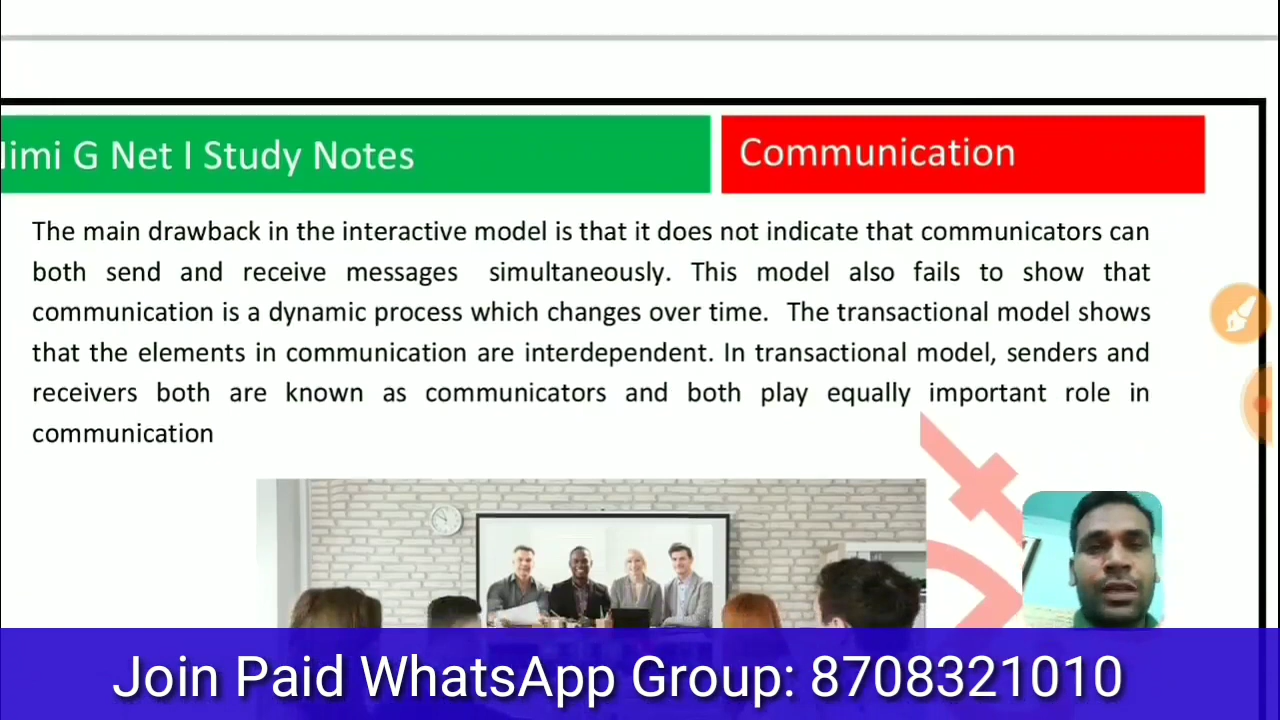 imi G Net I Study Notes
Communication
The main drawback in the interactive model is that it does not indicate that communicators can
both send and receive messages simultaneously. This model also fails to show that
communication is a dynamic process which changes over time. The transactional model shows
that the elements in communication are interdependent. In transactional model, senders and
receivers both are known as communicators and both play equally important role in
communication
Join Paid WhatsApp Group: 8708321010